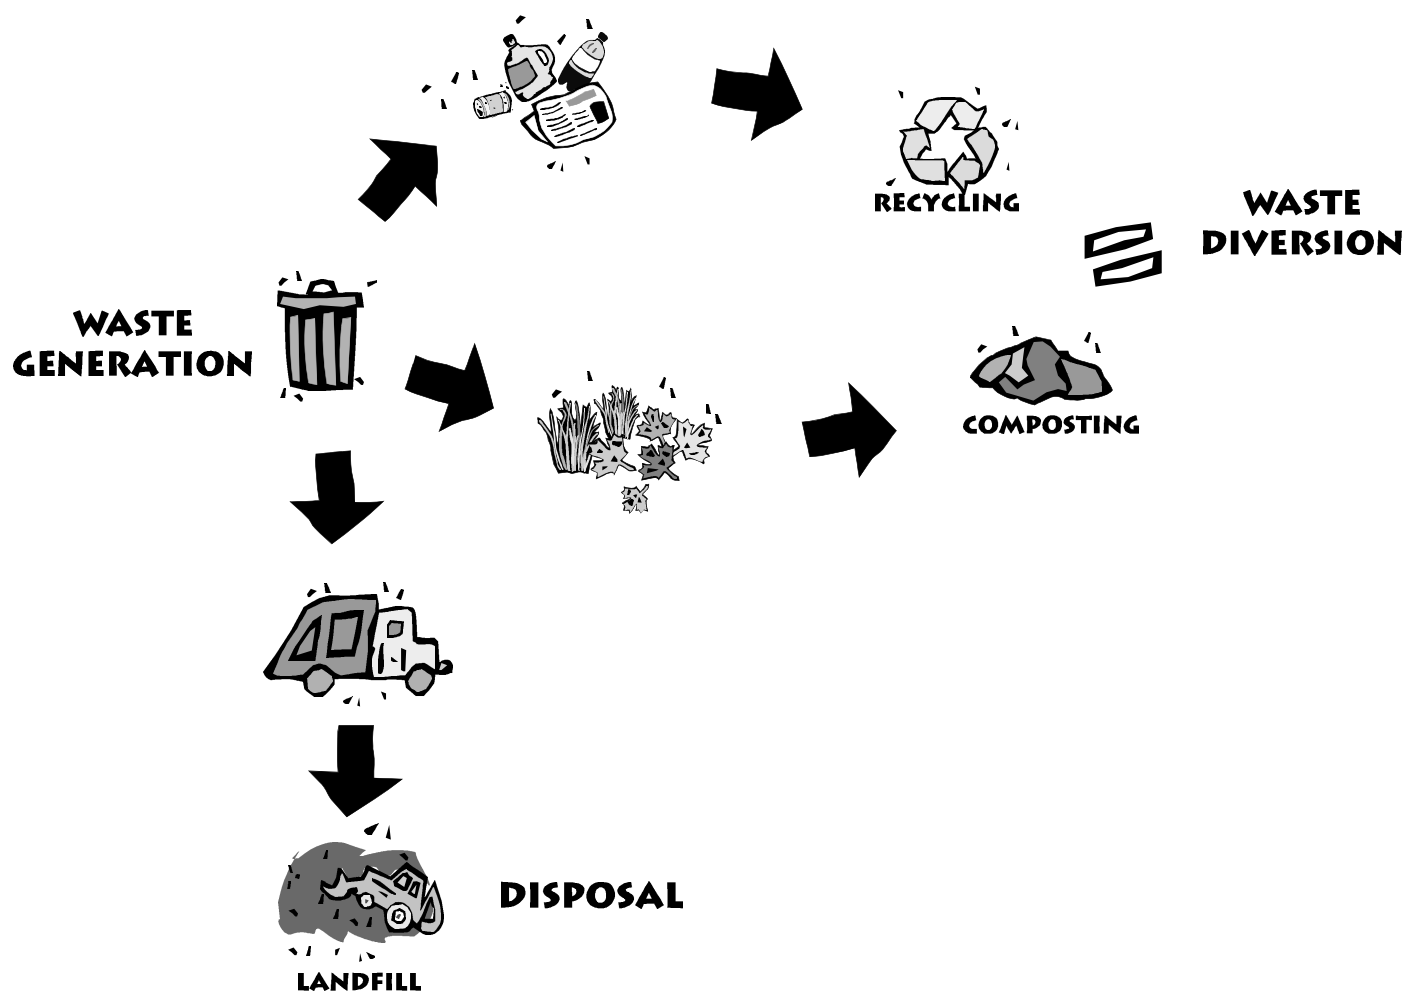 RECYCLING
WASTE
DIVERSION
WASTE
GENERATION
COMPOSTING
DISPOSAL
LANDFILL